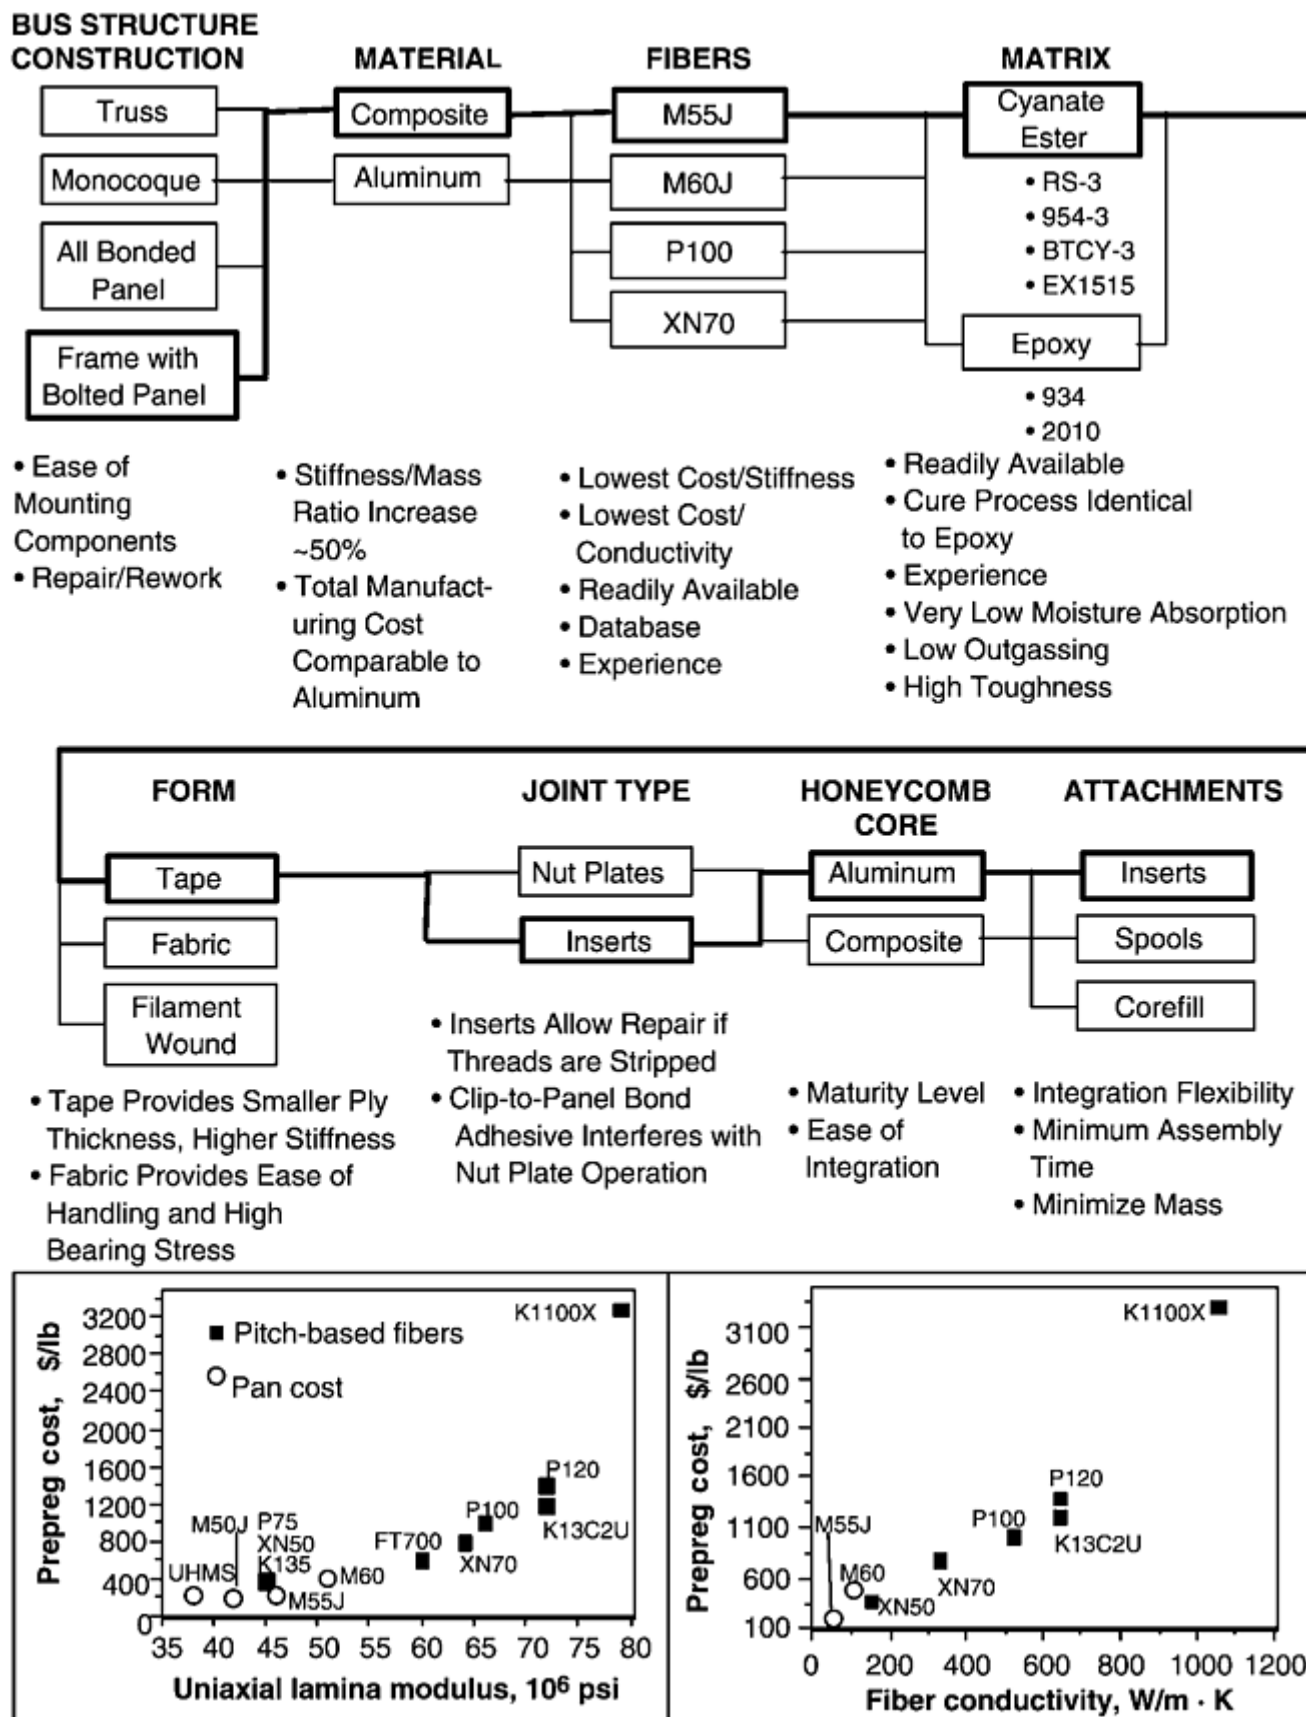 BUS STRUCTURE
CONSTRUCTION
MATERIAL
FIBERS
MATRIX
Truss
Monocoque
All Bonded
Panel
Frame with
Bolted Panel
Composite
Aluminum
M55J
M60J
P100
XN70
Cyanate
Ester
• RS-3
• 954-3
• BTCY-3
• EX1515
Epoxy
• 934
• 2010
• Ease of
Mounting
Components
• Repair/Rework
• Stiffness/Mass
Ratio Increase
~50%
• Total Manufact-
uring Cost
Comparable to
Aluminum
• Lowest Cost/Stiffness
• Lowest Cost/
Conductivity
• Readily Available
• Database
• Experience
• Readily Available
• Cure Process Identical
to Epoxy
• Experience
• Very Low Moisture Absorption
• Low Outgassing
• High Toughness
FORM
JOINT TYPE
HONEYCOMB
CORE
ATTACHMENTS
Tape
Fabric
Filament
Wound
Nut Plates
Inserts
Aluminum
Composite
Inserts
Spools
Corefill
• Tape Provides Smaller Ply
Thickness, Higher Stiffness
• Fabric Provides Ease of
Handling and High
Bearing Stress
• Inserts Allow Repair if
Threads are Stripped
• Clip-to-Panel Bond
Adhesive Interferes with
Nut Plate Operation
• Maturity Level
• Ease of
Integration
• Integration Flexibility
• Minimum Assembly
Time
• Minimize Mass
Prepreg cost, $/lb
3200
2800
2400
2000
1600
1200
800
400
0
Pitch-based fibers
Pan cost
K1100X
P120
K13C2U
P100
XN70
FT700
M60
M55J
P75
XN50
K135
M50J
UHMS
35 40 45 50 55 60 65 70 75 80
Uniaxial lamina modulus, 10⁶ psi
Prepreg cost, $/lb
3100
2600
2100
1600
1100
600
100
K1100X
P120
P100
K13C2U
M55J
M60
XN70
XN50
0 200 400 600 800 1000 1200
Fiber conductivity, W/m · K